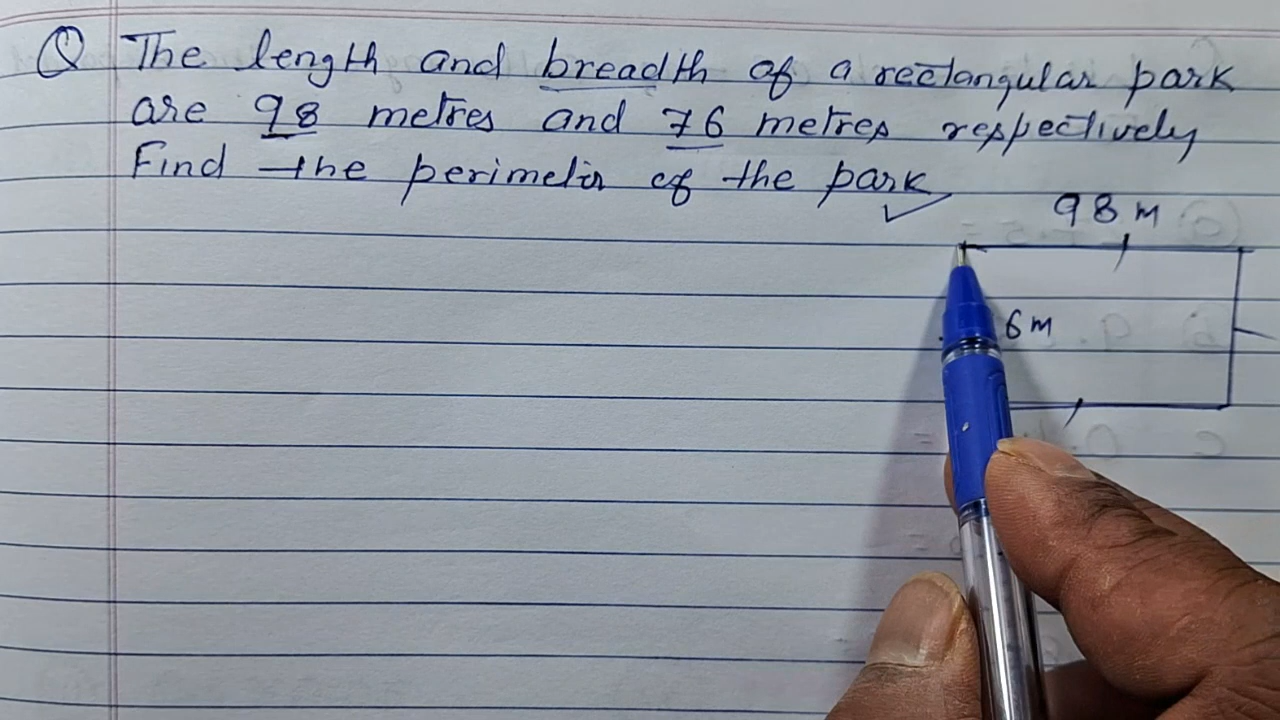 Q The length and breadth of a rectangular park
are 98 metres and 76 metres respectively
Find the perimeter of the park
98 m
6m